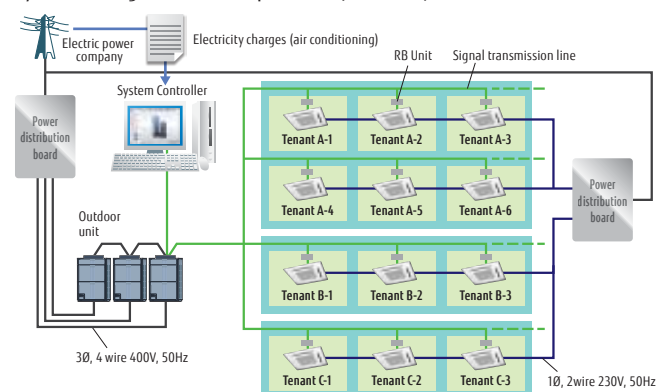 Electric power
company
Electricity charges (air conditioning)
RB Unit
Signal transmission line
System Controller
Power
distribution
board
Tenant A-1
Tenant A-2
Tenant A-3
Tenant A-4
Tenant A-5
Tenant A-6
Power
distribution
board
Outdoor
unit
Tenant B-1
Tenant B-2
Tenant B-3
3Ø, 4 wire 400V, 50Hz
Tenant C-1
Tenant C-2
Tenant C-3
1Ø, 2wire 230V, 50Hz